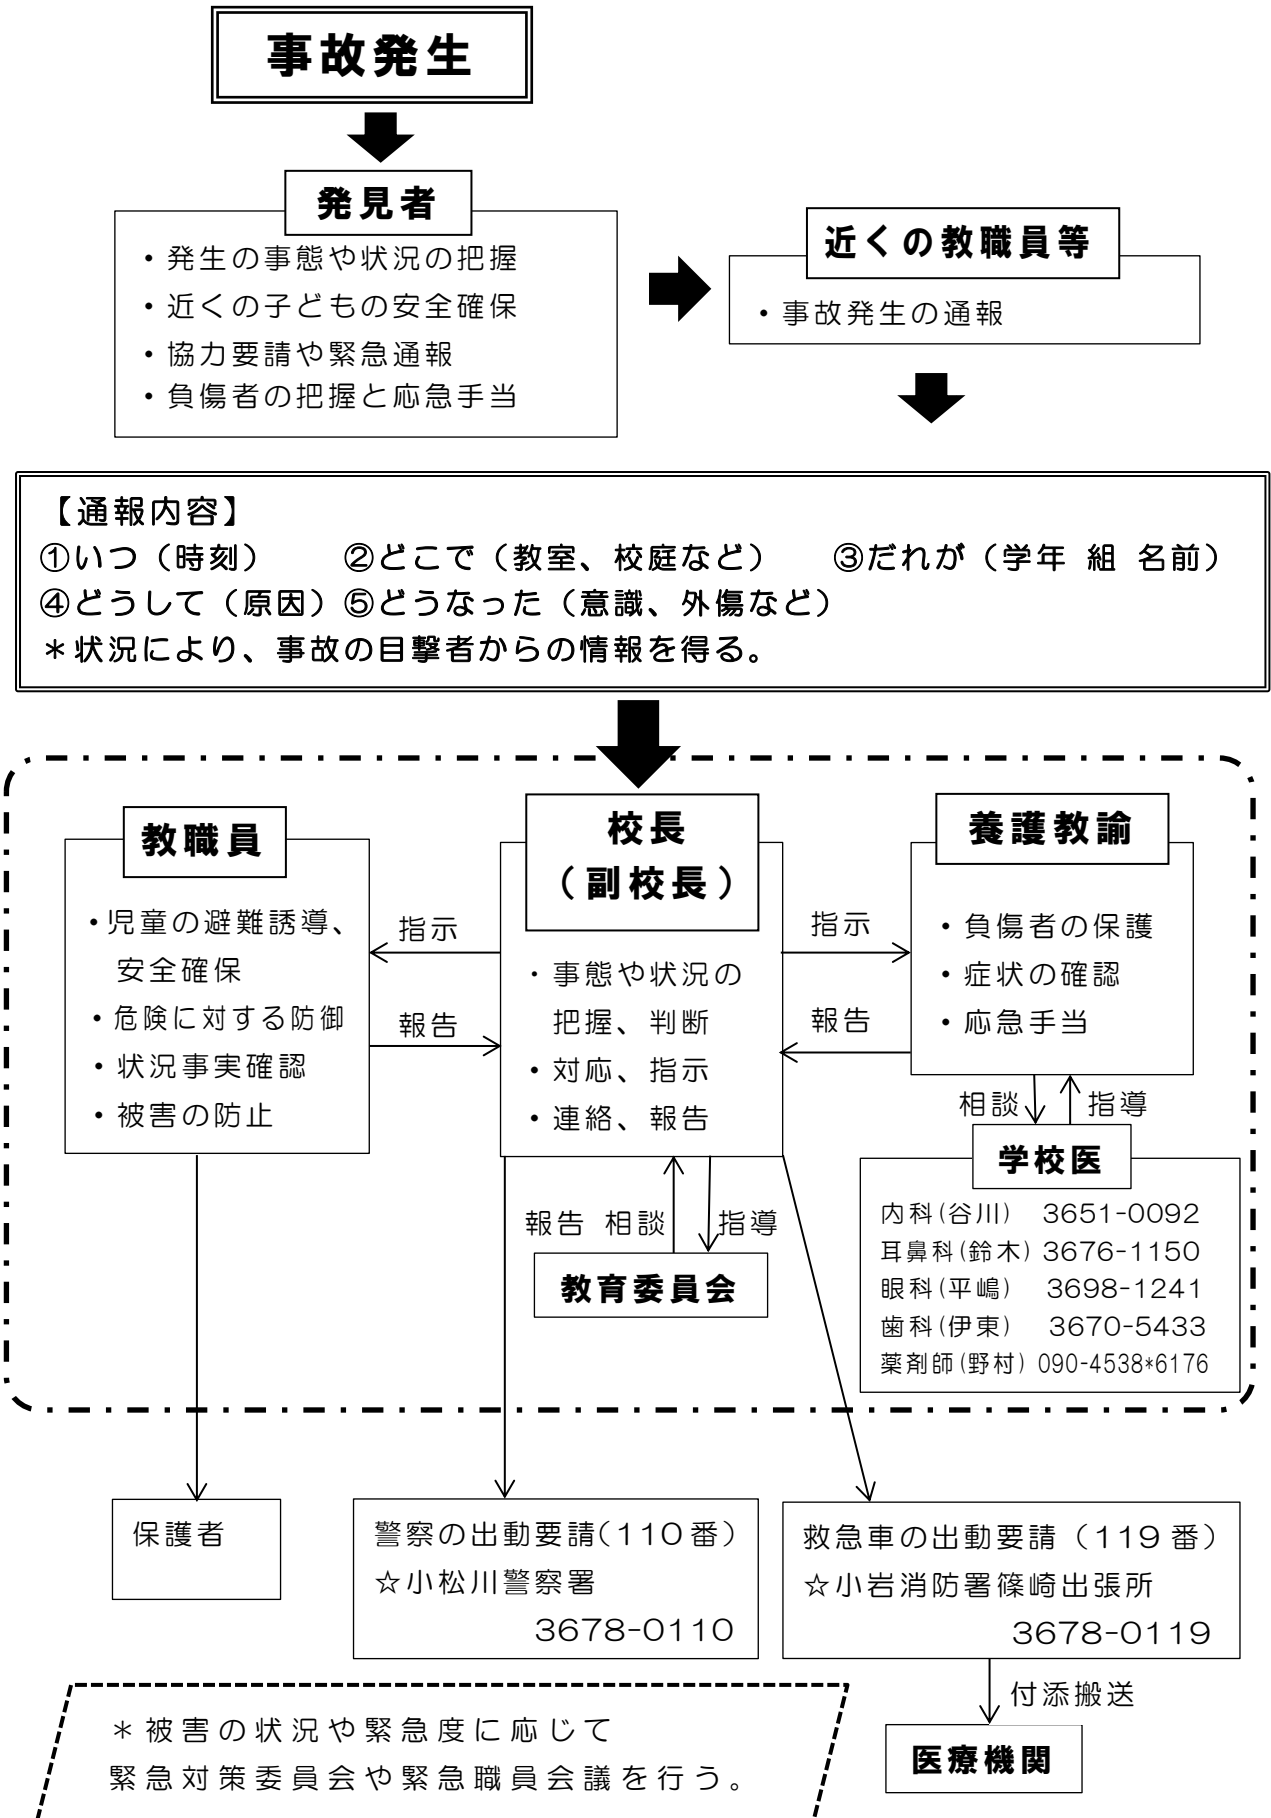 事故発生
発見者
・発生の事態や状況の把握
・近くの子どもの安全確保
・協力要請や緊急通報
・負傷者の把握と応急手当
近くの教職員等
・事故発生の通報
【通報内容】
①いつ（時刻）　②どこで（教室、校庭など）　③だれが（学年 組 名前）
④どうして（原因）⑤どうなった（意識、外傷など）
＊状況により、事故の目撃者からの情報を得る。
教職員
・児童の避難誘導、
安全確保
・危険に対する防御
・状況事実確認
・被害の防止
指示
報告
校長
（副校長）
・事態や状況の
把握、判断
・対応、指示
・連絡、報告
指示
報告
養護教諭
・負傷者の保護
・症状の確認
・応急手当
相談 指導
学校医
内科(谷川) 3651-0092
耳鼻科(鈴木) 3676-1150
眼科(平嶋) 3698-1241
歯科(伊東) 3670-5433
薬剤師(野村) 090-4538*6176
報告 相談 指導
教育委員会
保護者
警察の出動要請(110番)
☆小松川警察署
3678-0110
救急車の出動要請（119番）
☆小岩消防署篠崎出張所
3678-0119
付添搬送
医療機関
＊被害の状況や緊急度に応じて
緊急対策委員会や緊急職員会議を行う。